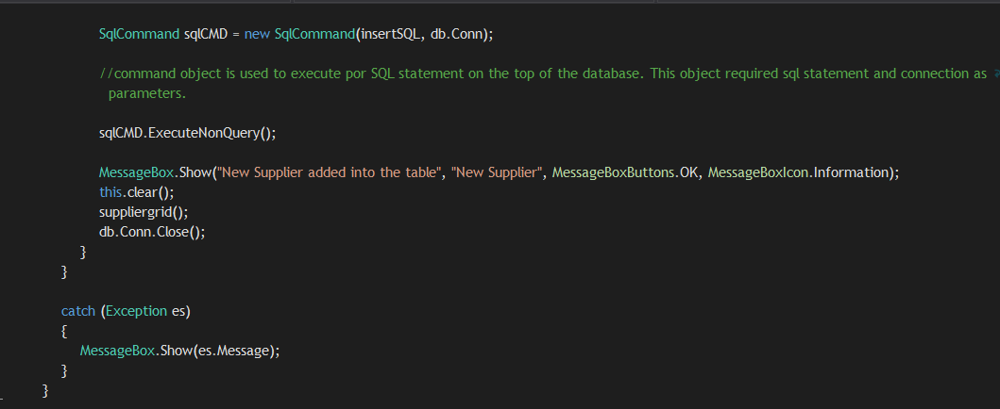 SqlCommand sqlCMD = new SqlCommand(insertSQL, db.Conn);
//command object is used to execute por SQL statement on the top of the database. This object required sql statement and connection as
parameters.
sqlCMD.ExecuteNonQuery();
MessageBox.Show("New Supplier added into the table", "New Supplier", MessageBoxButtons.OK, MessageBoxIcon.Information);
this.clear();
suppliergrid();
db.Conn.Close();
}
}
catch (Exception es)
{
MessageBox.Show(es.Message);
}
}